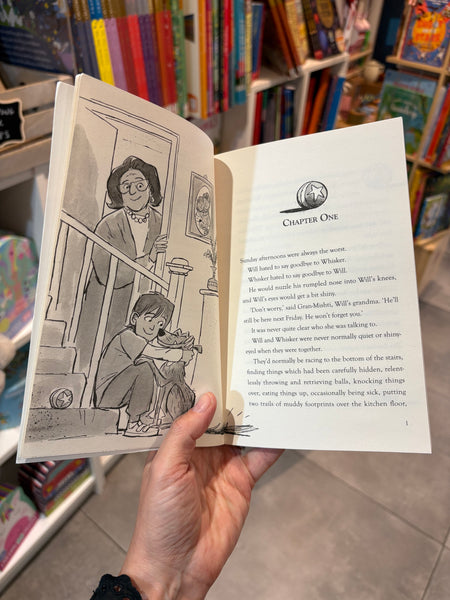 CHAPTER ONE
Sunday afternoons were always the worst.
Will hated to say goodbye to Whisker.
Whisker hated to say goodbye to Will.
He would nuzzle his rumpled nose into Will's knees,
and Will's eyes would get a bit shiny.
'Don't worry,' said Gran-Mishti, Will's grandma. 'He'll
still be here next Friday. He won't forget you.'
It was never quite clear who she was talking to.
Will and Whisker were never normally quiet or shiny-
eyed when they were together.
They'd normally be racing to the bottom of the stairs,
finding things which had been carefully hidden, relent-
lessly throwing and retrieving balls, knocking things
over, eating things up, occasionally being sick, putting
two trails of muddy footprints over the kitchen floor,
1